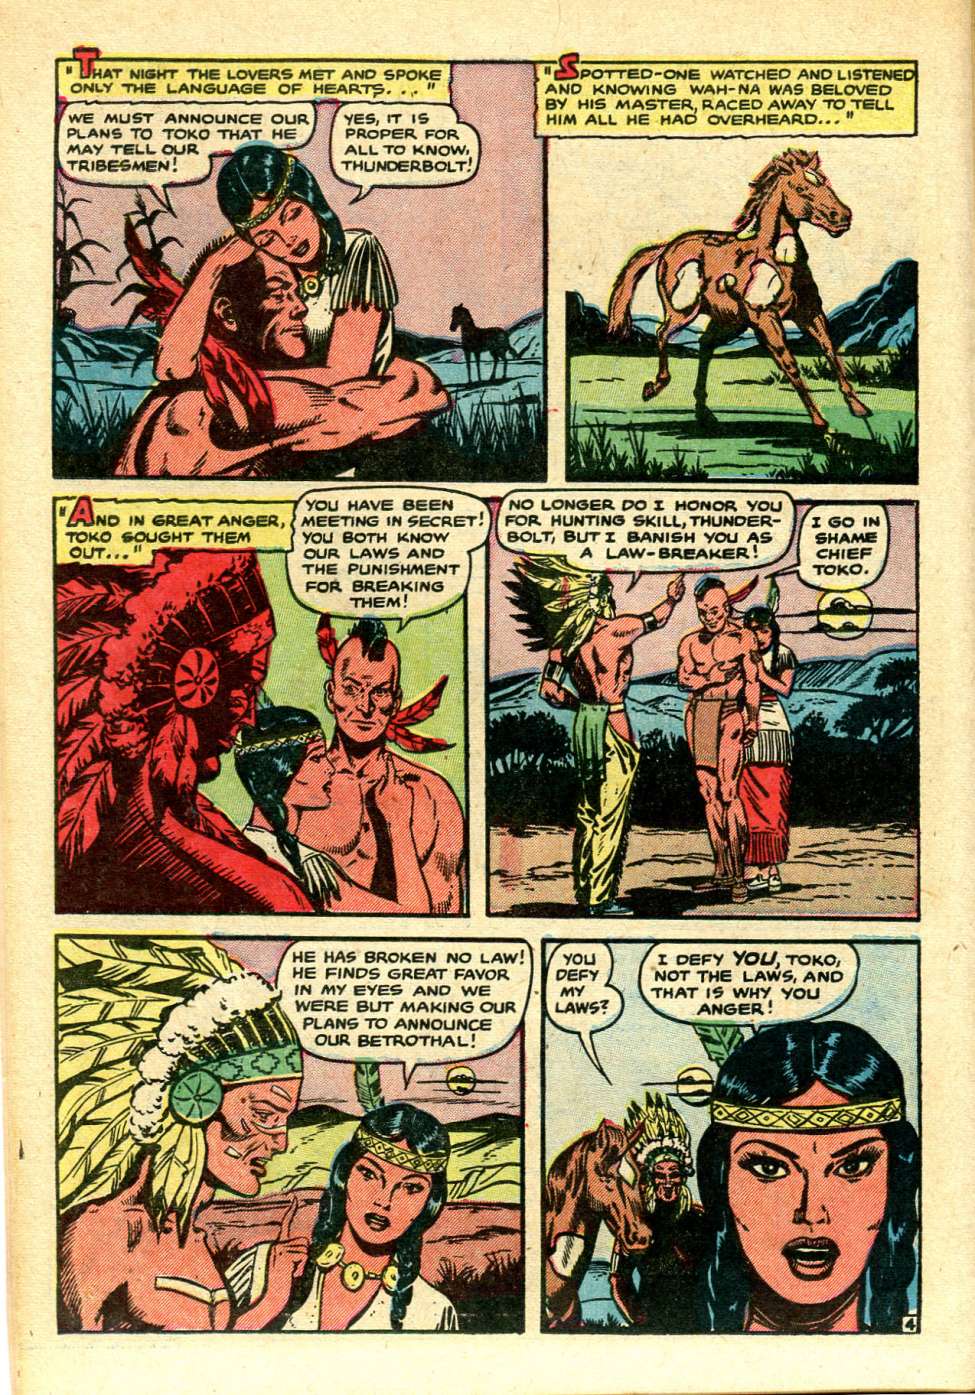 "THAT NIGHT THE LOVERS MET AND SPOKE
ONLY THE LANGUAGE OF HEARTS..."
WE MUST ANNOUNCE OUR
PLANS TO TOKO THAT HE
MAY TELL OUR
TRIBESMEN!
YES, IT IS
PROPER FOR
ALL TO KNOW,
THUNDERBOLT!
"SPOTTED-ONE WATCHED AND LISTENED
AND KNOWING WAH-NA WAS BELOVED
BY HIS MASTER, RACED AWAY TO TELL
HIM ALL HE HAD OVERHEARD..."
"AND IN GREAT ANGER,
TOKO SOUGHT THEM
OUT..."
YOU HAVE BEEN
MEETING IN SECRET!
YOU BOTH KNOW
OUR LAWS AND
THE PUNISHMENT
FOR BREAKING
THEM!
NO LONGER DO I HONOR YOU
FOR HUNTING SKILL, THUNDER-
BOLT, BUT I BANISH YOU AS
A LAW-BREAKER!
I GO IN
SHAME
CHIEF
TOKO.
HE HAS BROKEN NO LAW!
HE FINDS GREAT FAVOR
IN MY EYES AND WE
WERE BUT MAKING OUR
PLANS TO ANNOUNCE
OUR BETROTHAL!
YOU
DEFY
MY
LAWS?
I DEFY YOU, TOKO,
NOT THE LAWS, AND
THAT IS WHY YOU
ANGER!
4